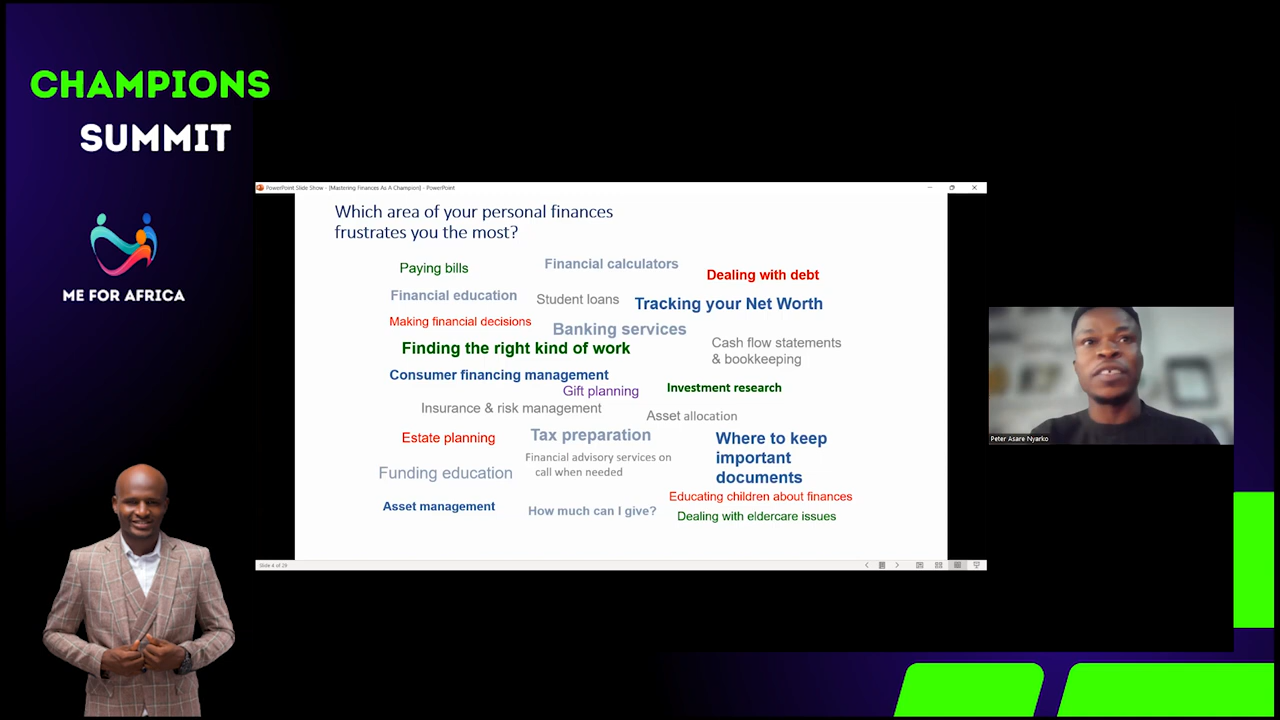 CHAMPIONS
SUMMIT
ME FOR AFRICA
PowerPoint Slide Show - [Mastering Finances As A Champion] - PowerPoint
Which area of your personal finances
frustrates you the most?
Paying bills
Financial calculators
Dealing with debt
Financial education
Student loans
Tracking your Net Worth
Making financial decisions
Banking services
Finding the right kind of work
Cash flow statements
& bookkeeping
Consumer financing management
Gift planning
Investment research
Insurance & risk management
Asset allocation
Estate planning
Tax preparation
Where to keep
important
documents
Financial advisory services on
call when needed
Funding education
Educating children about finances
Asset management
How much can I give?
Dealing with eldercare issues
Slide 4 of 29
Peter Asare Nyarko